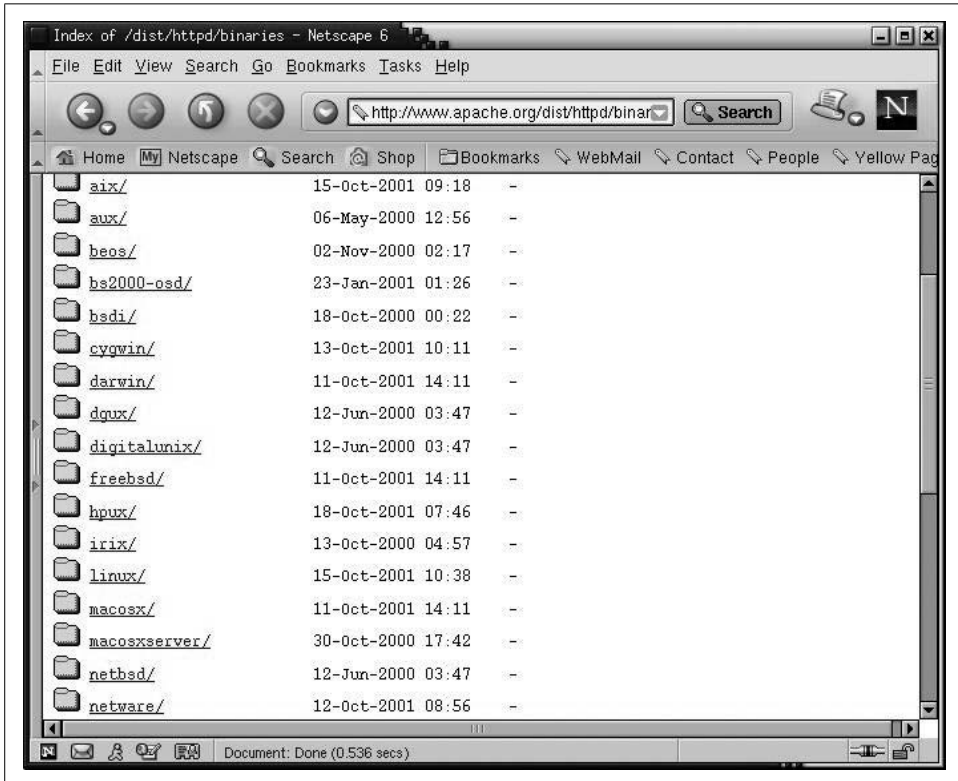 Index of /dist/httpd/binaries - Netscape 6
File Edit View Search Go Bookmarks Tasks Help
http://www.apache.org/dist/httpd/binar Search N
Home My Netscape Search Shop Bookmarks WebMail Contact People Yellow Pag
aix/ 15-Oct-2001 09:18 -
aux/ 06-May-2000 12:56 -
beos/ 02-Nov-2000 02:17 -
bs2000-osd/ 23-Jan-2001 01:26 -
bsdi/ 18-Oct-2000 00:22 -
cygwin/ 13-Oct-2001 10:11 -
darwin/ 11-Oct-2001 14:11 -
dgux/ 12-Jun-2000 03:47 -
digitalunix/ 12-Jun-2000 03:47 -
freebsd/ 11-Oct-2001 14:11 -
hpux/ 18-Oct-2001 07:46 -
irix/ 13-Oct-2000 04:57 -
linux/ 15-Oct-2001 10:38 -
macosx/ 11-Oct-2001 14:11 -
macosxserver/ 30-Oct-2000 17:42 -
netbsd/ 12-Jun-2000 03:47 -
netware/ 12-Oct-2001 08:56 -
N Document: Done (0.536 secs)